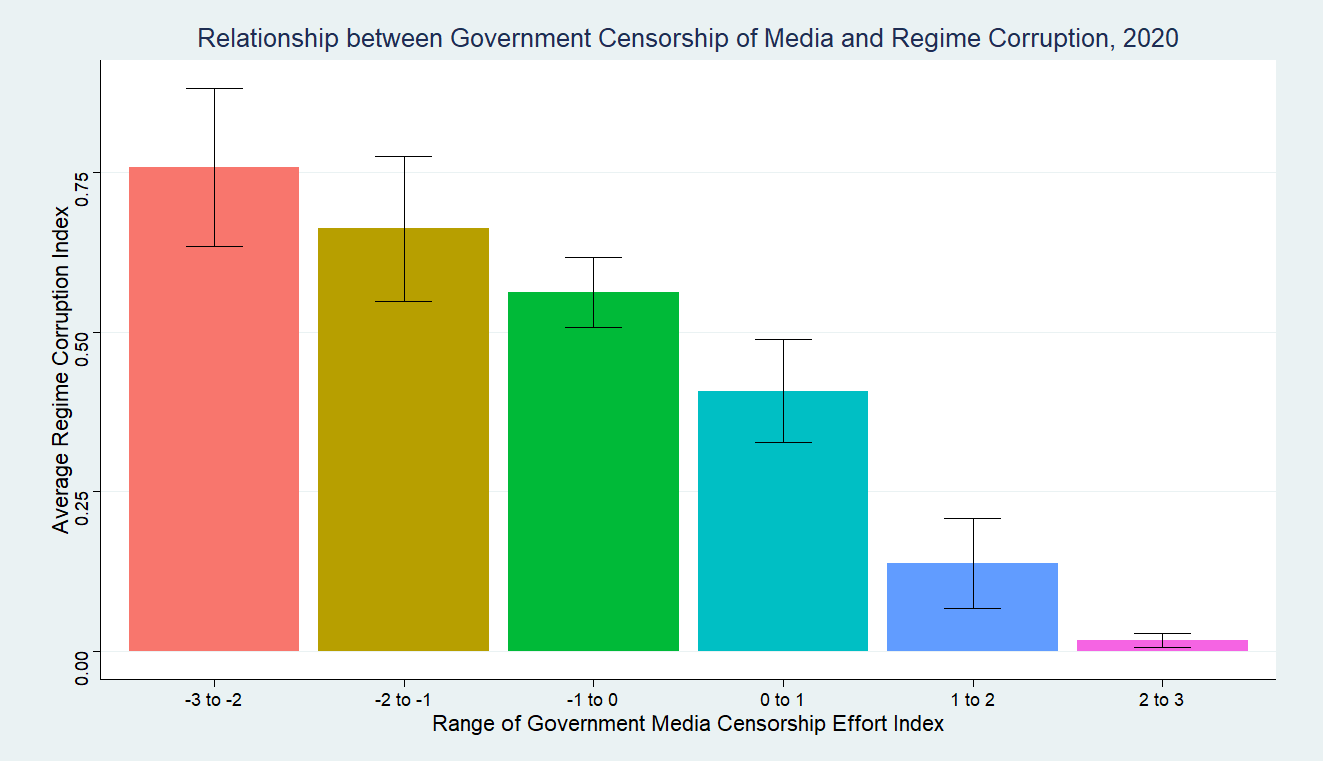 Relationship between Government Censorship of Media and Regime Corruption, 2020
Average Regime Corruption Index
0.75
0.50
0.25
0.00
-3 to -2
-2 to -1
-1 to 0
0 to 1
1 to 2
2 to 3
Range of Government Media Censorship Effort Index